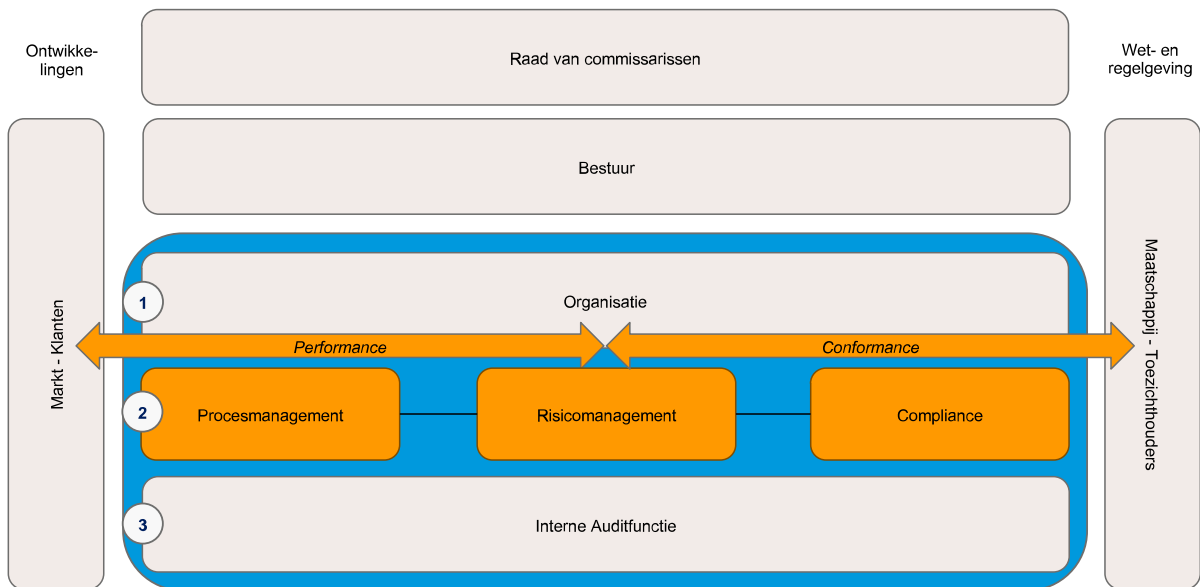 Ontwikke-
lingen
Raad van commissarissen
Wet- en
regelgeving
Bestuur
Markt - Klanten
1
Organisatie
Performance
Conformance
Maatschappij - Toezichthouders
2
Procesmanagement
Risicomanagement
Compliance
3
Interne Auditfunctie